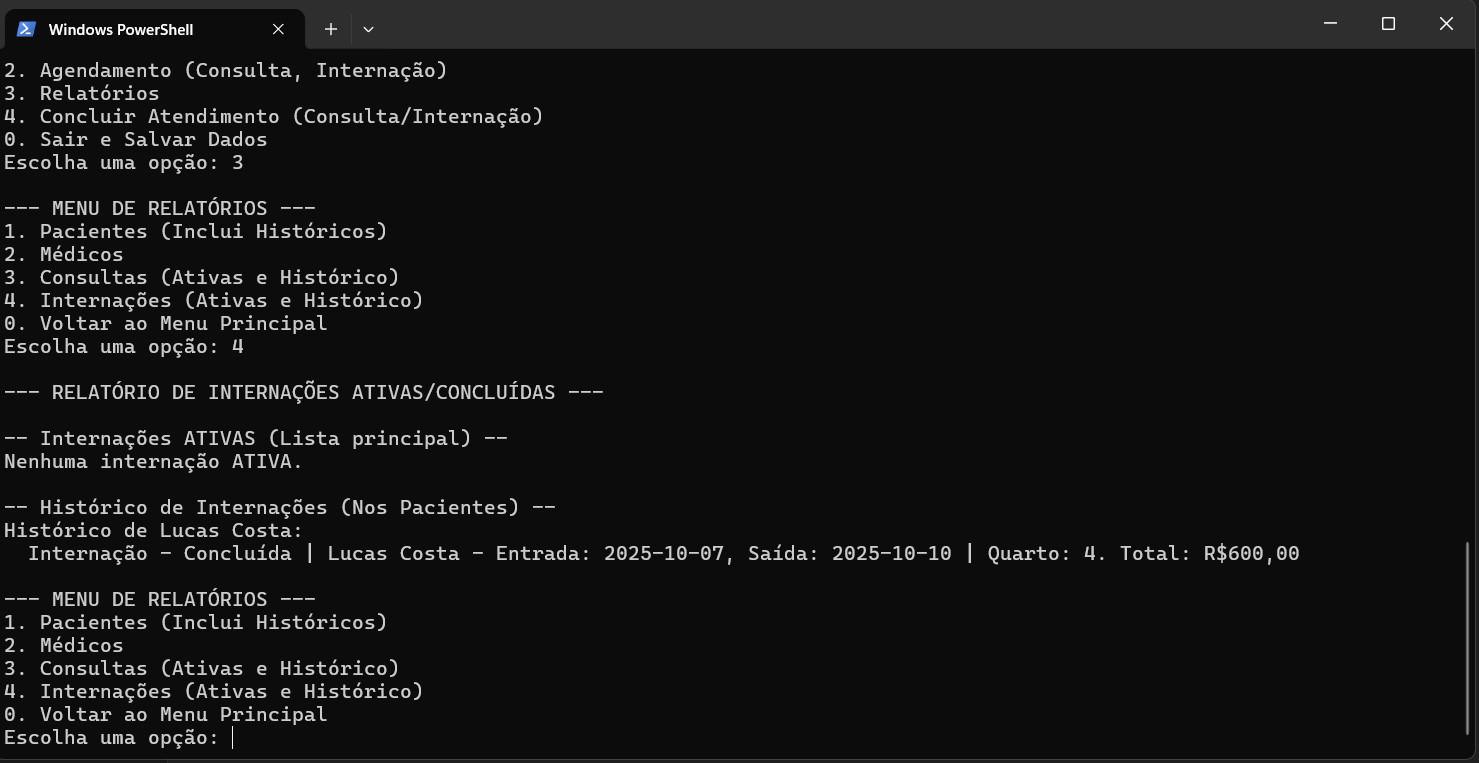 Windows PowerShell
2. Agendamento (Consulta, Internação)
3. Relatórios
4. Concluir Atendimento (Consulta/Internação)
0. Sair e Salvar Dados
Escolha uma opção: 3
--- MENU DE RELATÓRIOS ---
1. Pacientes (Inclui Históricos)
2. Médicos
3. Consultas (Ativas e Histórico)
4. Internações (Ativas e Histórico)
0. Voltar ao Menu Principal
Escolha uma opção: 4
--- RELATÓRIO DE INTERNAÇÕES ATIVAS/CONCLUÍDAS ---
-- Internações ATIVAS (Lista principal) --
Nenhuma internação ATIVA.
-- Histórico de Internações (Nos Pacientes) --
Histórico de Lucas Costa:
  Internação - Concluída | Lucas Costa - Entrada: 2025-10-07, Saída: 2025-10-10 | Quarto: 4. Total: R$600,00
--- MENU DE RELATÓRIOS ---
1. Pacientes (Inclui Históricos)
2. Médicos
3. Consultas (Ativas e Histórico)
4. Internações (Ativas e Histórico)
0. Voltar ao Menu Principal
Escolha uma opção: